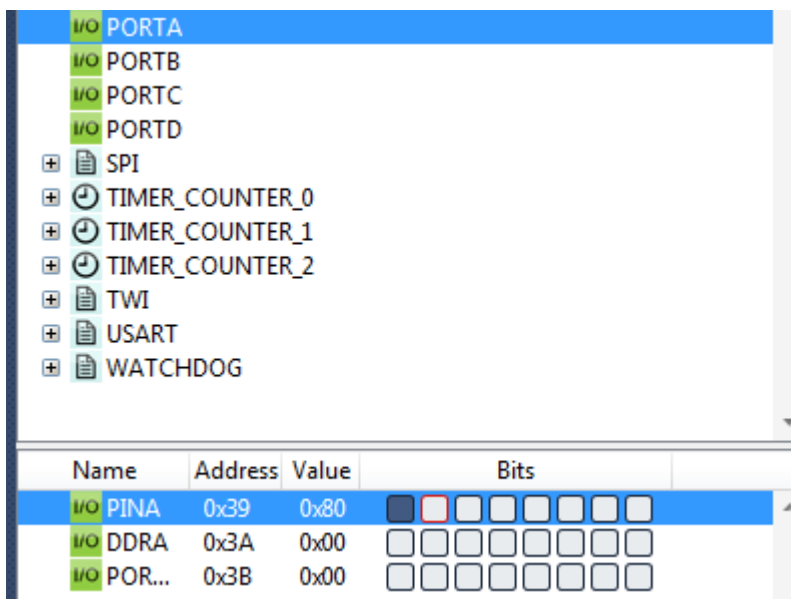 I/O PORTA
I/O PORTB
I/O PORTC
I/O PORTD
SPI
TIMER_COUNTER_0
TIMER_COUNTER_1
TIMER_COUNTER_2
TWI
USART
WATCHDOG
Name Address Value Bits
I/O PINA 0x39 0x80
I/O DDRA 0x3A 0x00
I/O POR... 0x3B 0x00